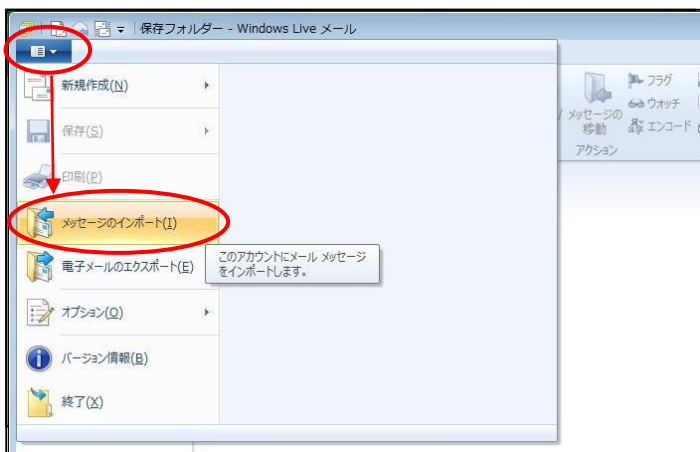 保存フォルダー - Windows Live メール
新規作成(N)
保存(S)
印刷(P)
メッセージのインポート(I)
電子メールのエクスポート(E)
オプション(O)
バージョン情報(B)
終了(X)
このアカウントにメール メッセージ
をインポートします。
メッセージの
移動
フラグ
ウォッチ
エンコード
アクション